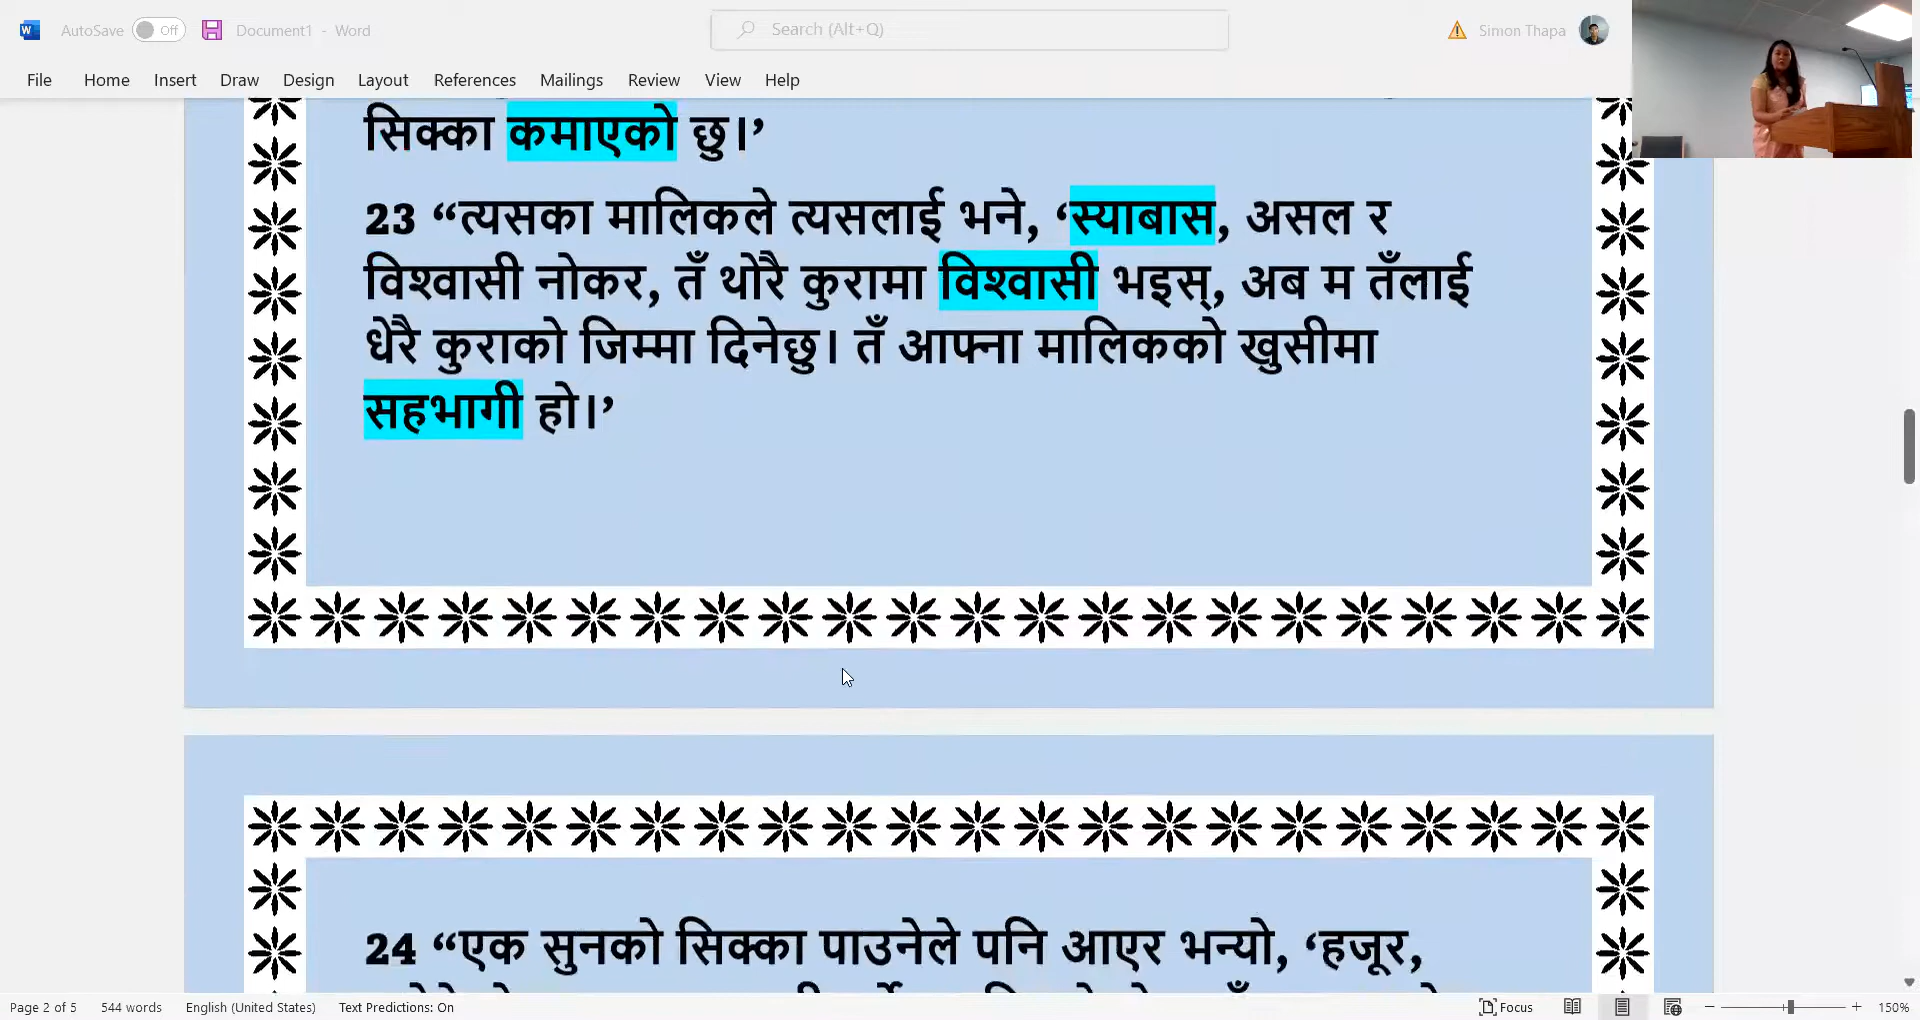 AutoSave Off Document1 - Word Search (Alt+Q) Simon Thapa
File Home Insert Draw Design Layout References Mailings Review View Help
सिक्का कमाएको छु।’
23 “त्यसका मालिकले त्यसलाई भने, ‘स्याबास, असल र
विश्वासी नोकर, तँ थोरै कुरामा विश्वासी भइस्, अब म तँलाई
धेरै कुराको जिम्मा दिनेछु। तँ आफ्ना मालिकको खुसीमा
सहभागी हो।’
24 “एक सुनको सिक्का पाउनेले पनि आएर भन्यो, ‘हजूर,
Page 2 of 5 544 words English (United States) Text Predictions: On Focus 150%